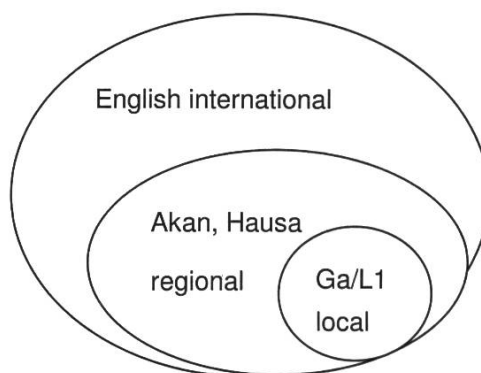 English international
Akan, Hausa
regional
Ga/L1
local